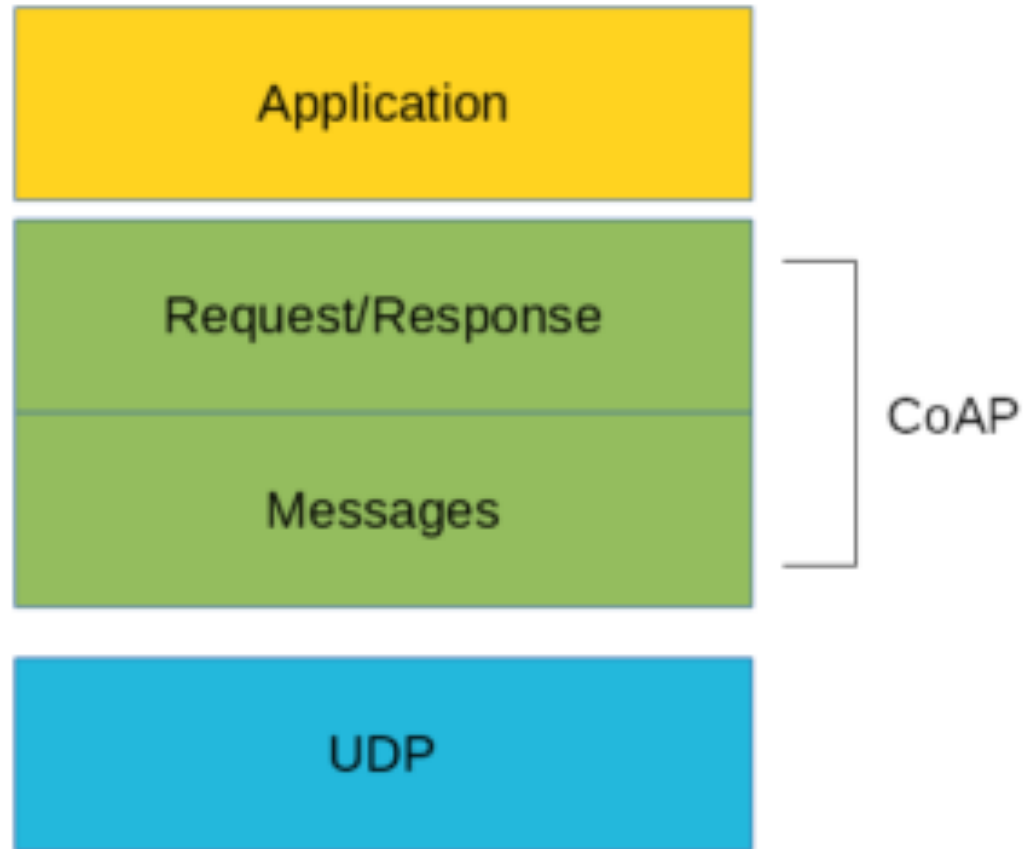 Application
Request/Response
CoAP
Messages
UDP